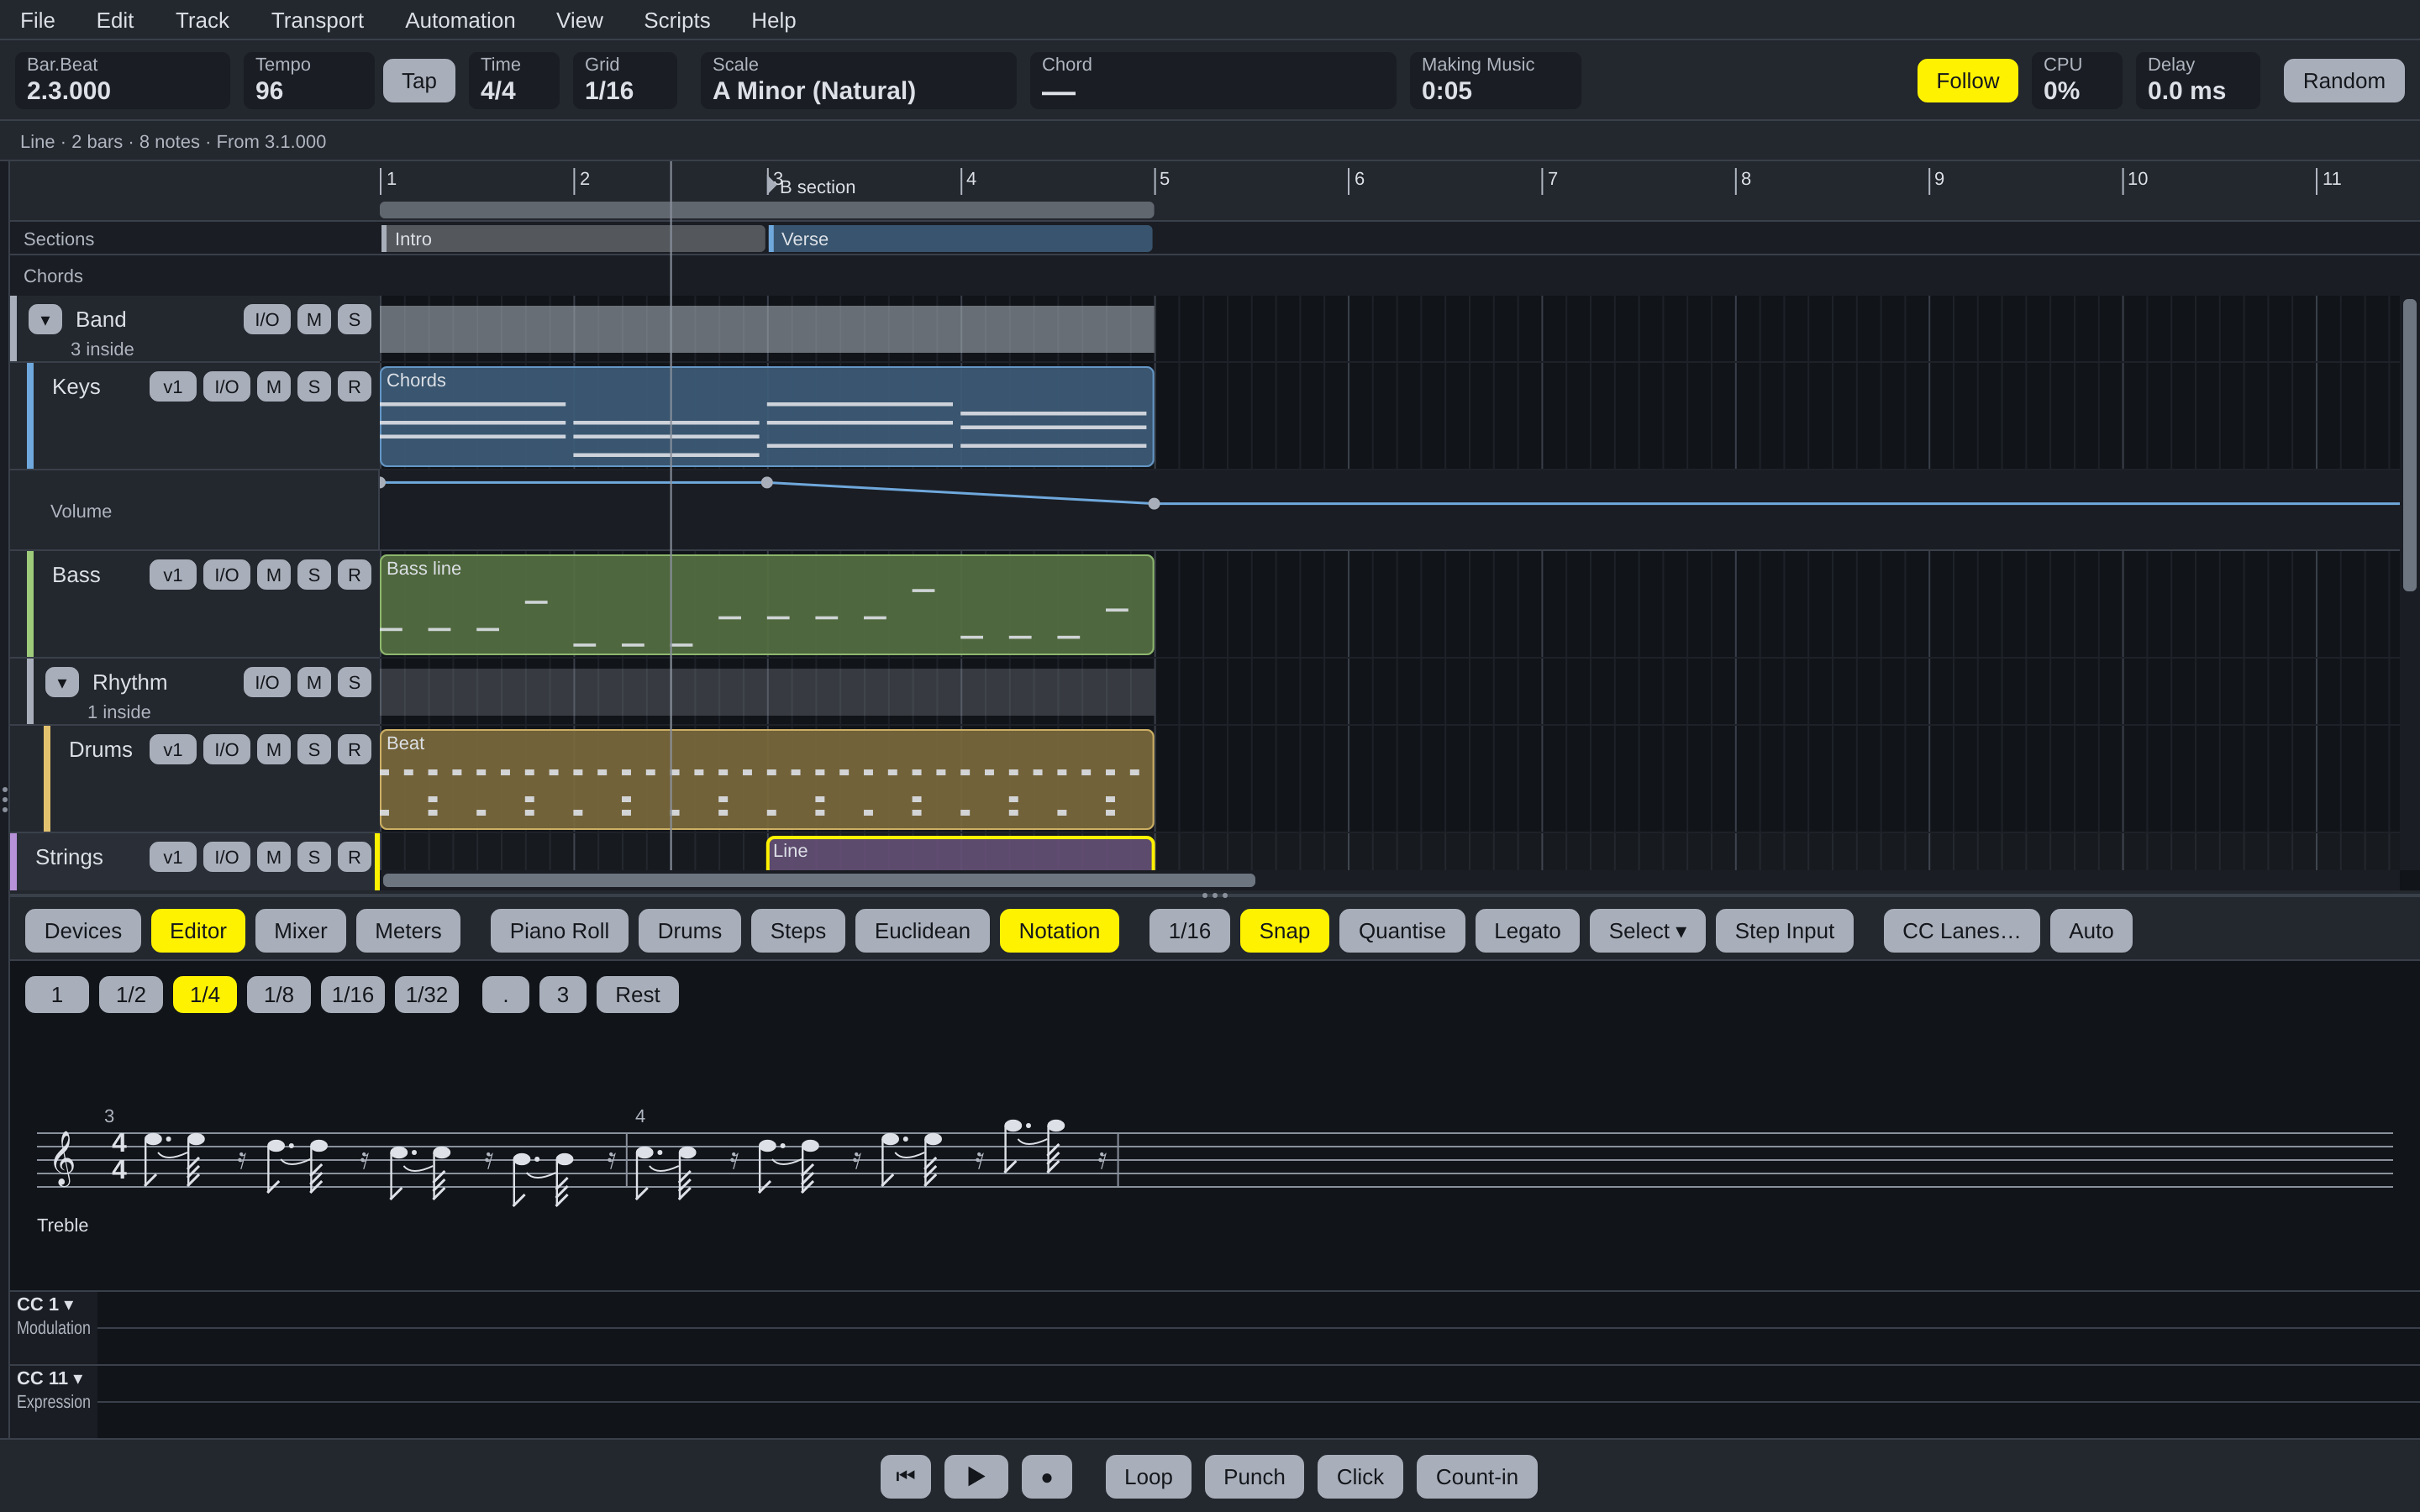 File Edit Track Transport Automation View Scripts Help
Bar.Beat Tempo Time Grid Scale Chord Making Music CPU Delay
2.3.000 96 Tap 4/4 1/16 A Minor (Natural) — 0:05 Follow 0% 0.0 ms Random
Line · 2 bars · 8 notes · From 3.1.000
1 2 3 4 5 6 7 8 9 10 11
B section
Sections Intro Verse
Chords
▾ Band I/O M S
3 inside
Keys v1 I/O M S R Chords
Volume
Bass v1 I/O M S R Bass line
▾ Rhythm I/O M S
1 inside
Drums v1 I/O M S R Beat
Strings v1 I/O M S R Line
Devices Editor Mixer Meters Piano Roll Drums Steps Euclidean Notation 1/16 Snap Quantise Legato Select ▾ Step Input CC Lanes… Auto
1 1/2 1/4 1/8 1/16 1/32 . 3 Rest
3 4
4
4
Treble
CC 1 ▾
Modulation
CC 11 ▾
Expression
Loop Punch Click Count-in